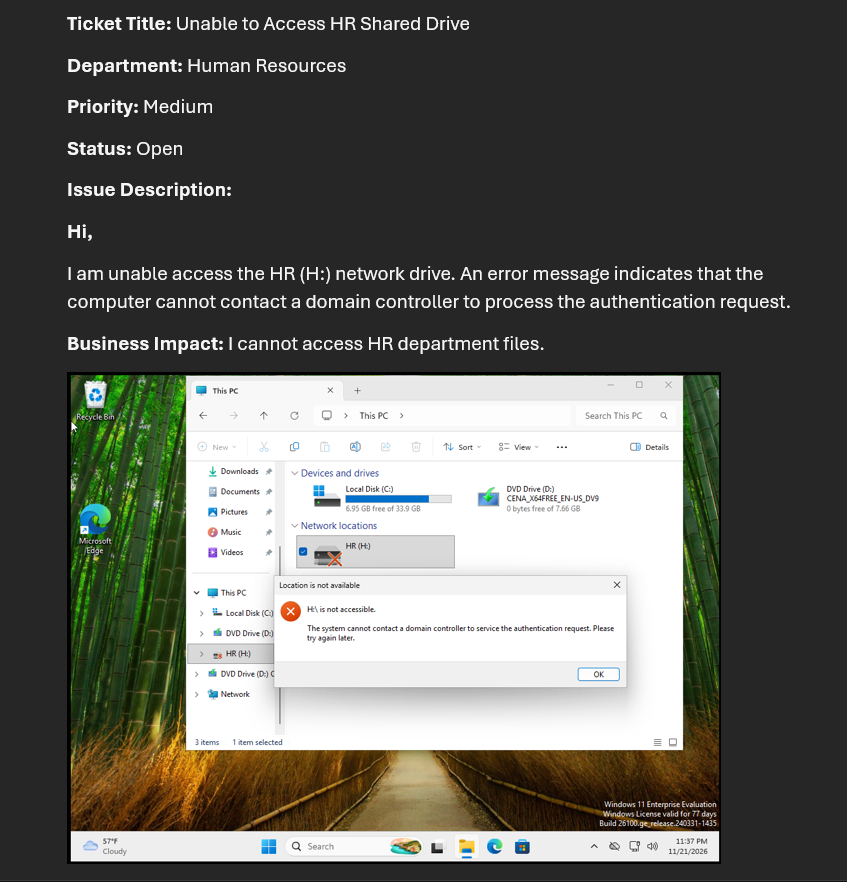 Ticket Title: Unable to Access HR Shared Drive
Department: Human Resources
Priority: Medium
Status: Open
Issue Description:
Hi,
I am unable access the HR (H:) network drive. An error message indicates that the
computer cannot contact a domain controller to process the authentication request.
Business Impact: I cannot access HR department files.
Recycle Bin
Microsoft
Edge
This PC
This PC
Search This PC
New
Sort
View
Details
Downloads
Documents
Pictures
Music
Videos
This PC
Local Disk (C:)
DVD Drive (D:)
HR (H:)
DVD Drive (D:) C
Network
Devices and drives
Local Disk (C:)
6.95 GB free of 33.9 GB
DVD Drive (D:)
CENA_X64FREE_EN-US_DV9
0 bytes free of 7.66 GB
Network locations
HR (H:)
Location is not available
H:\ is not accessible.
The system cannot contact a domain controller to service the authentication request. Please
try again later.
OK
3 items 1 item selected
Windows 11 Enterprise Evaluation
Windows License valid for 77 days
Build 26100.ge_release.240331-1435
57°F
Cloudy
Search
11:37 PM
11/21/2026